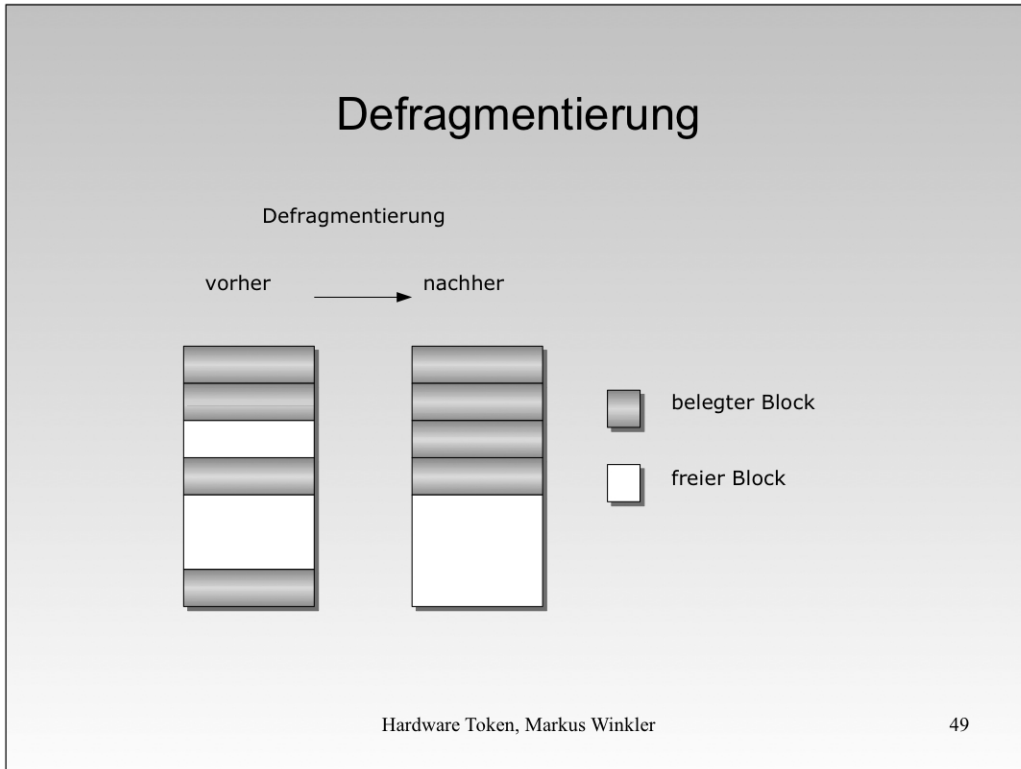 Defragmentierung
Defragmentierung
vorher
nachher
belegter Block
freier Block
Hardware Token, Markus Winkler
49